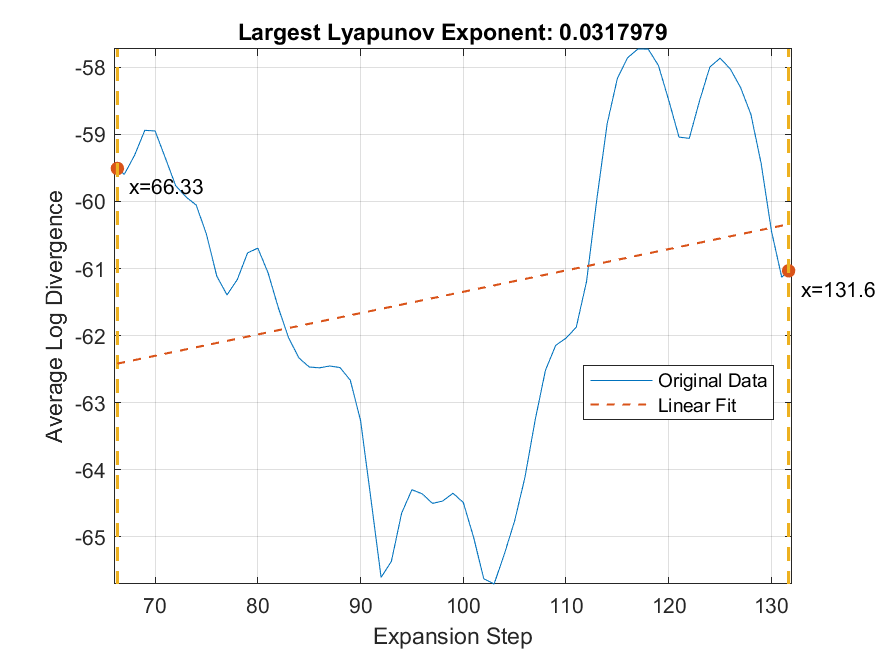 Largest Lyapunov Exponent: 0.0317979
Average Log Divergence
-58
-59
-60
-61
-62
-63
-64
-65
x=66.33
x=131.6
Original Data
Linear Fit
70 80 90 100 110 120 130
Expansion Step